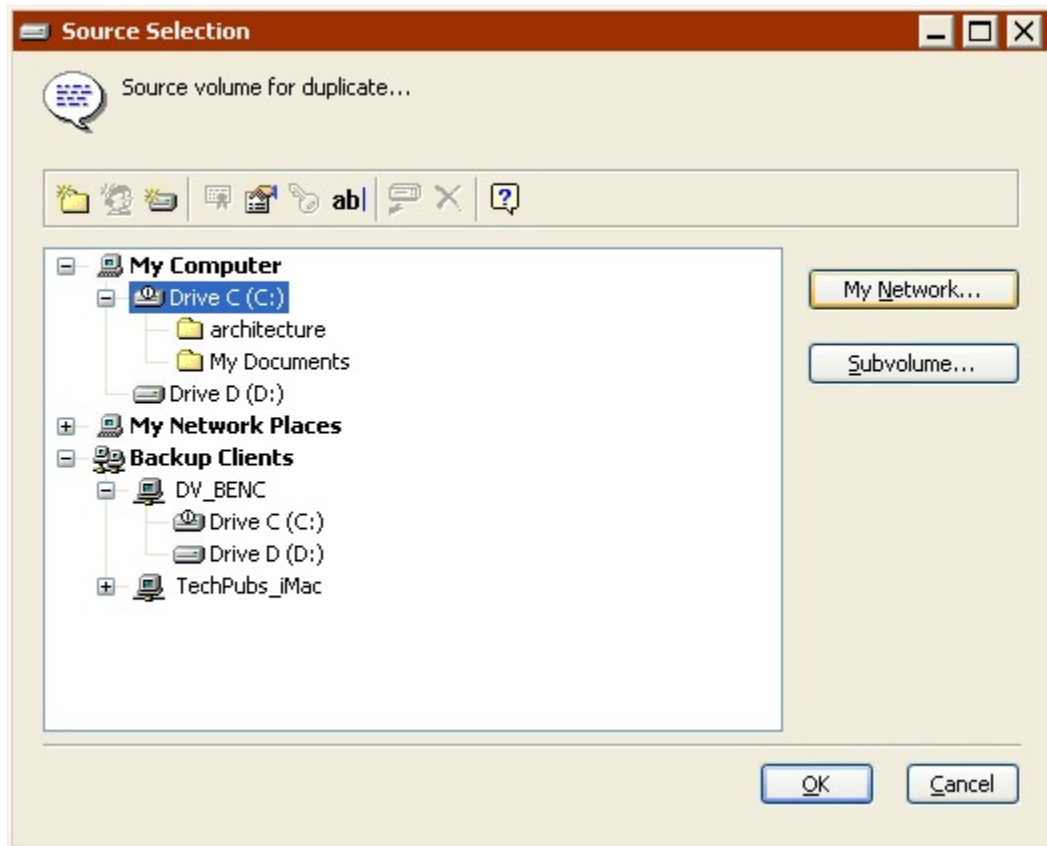 Source Selection
Source volume for duplicate...
ab|
My Computer
Drive C (C:)
architecture
My Documents
Drive D (D:)
My Network Places
Backup Clients
DV_BENC
Drive C (C:)
Drive D (D:)
TechPubs_iMac
My Network...
Subvolume...
OK
Cancel